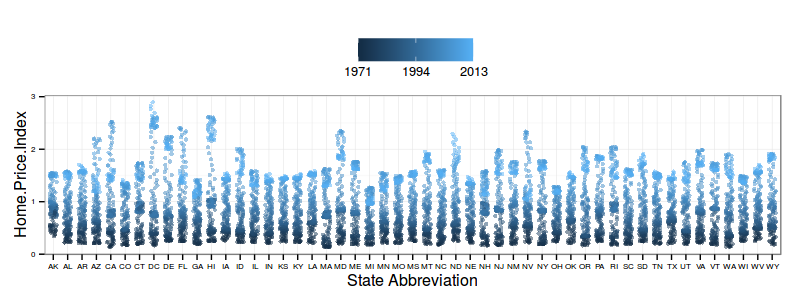 1971 1994 2013
Home.Price.Index
3
2
1
0
AK AL AR AZ CA CO CT DC DE FL GA HI IA ID IL IN KS KY LA MA MD ME MI MN MO MS MT NC ND NE NH NJ NM NV NY OH OK OR PA RI SC SD TN TX UT VA VT WA WI WV WY
State Abbreviation